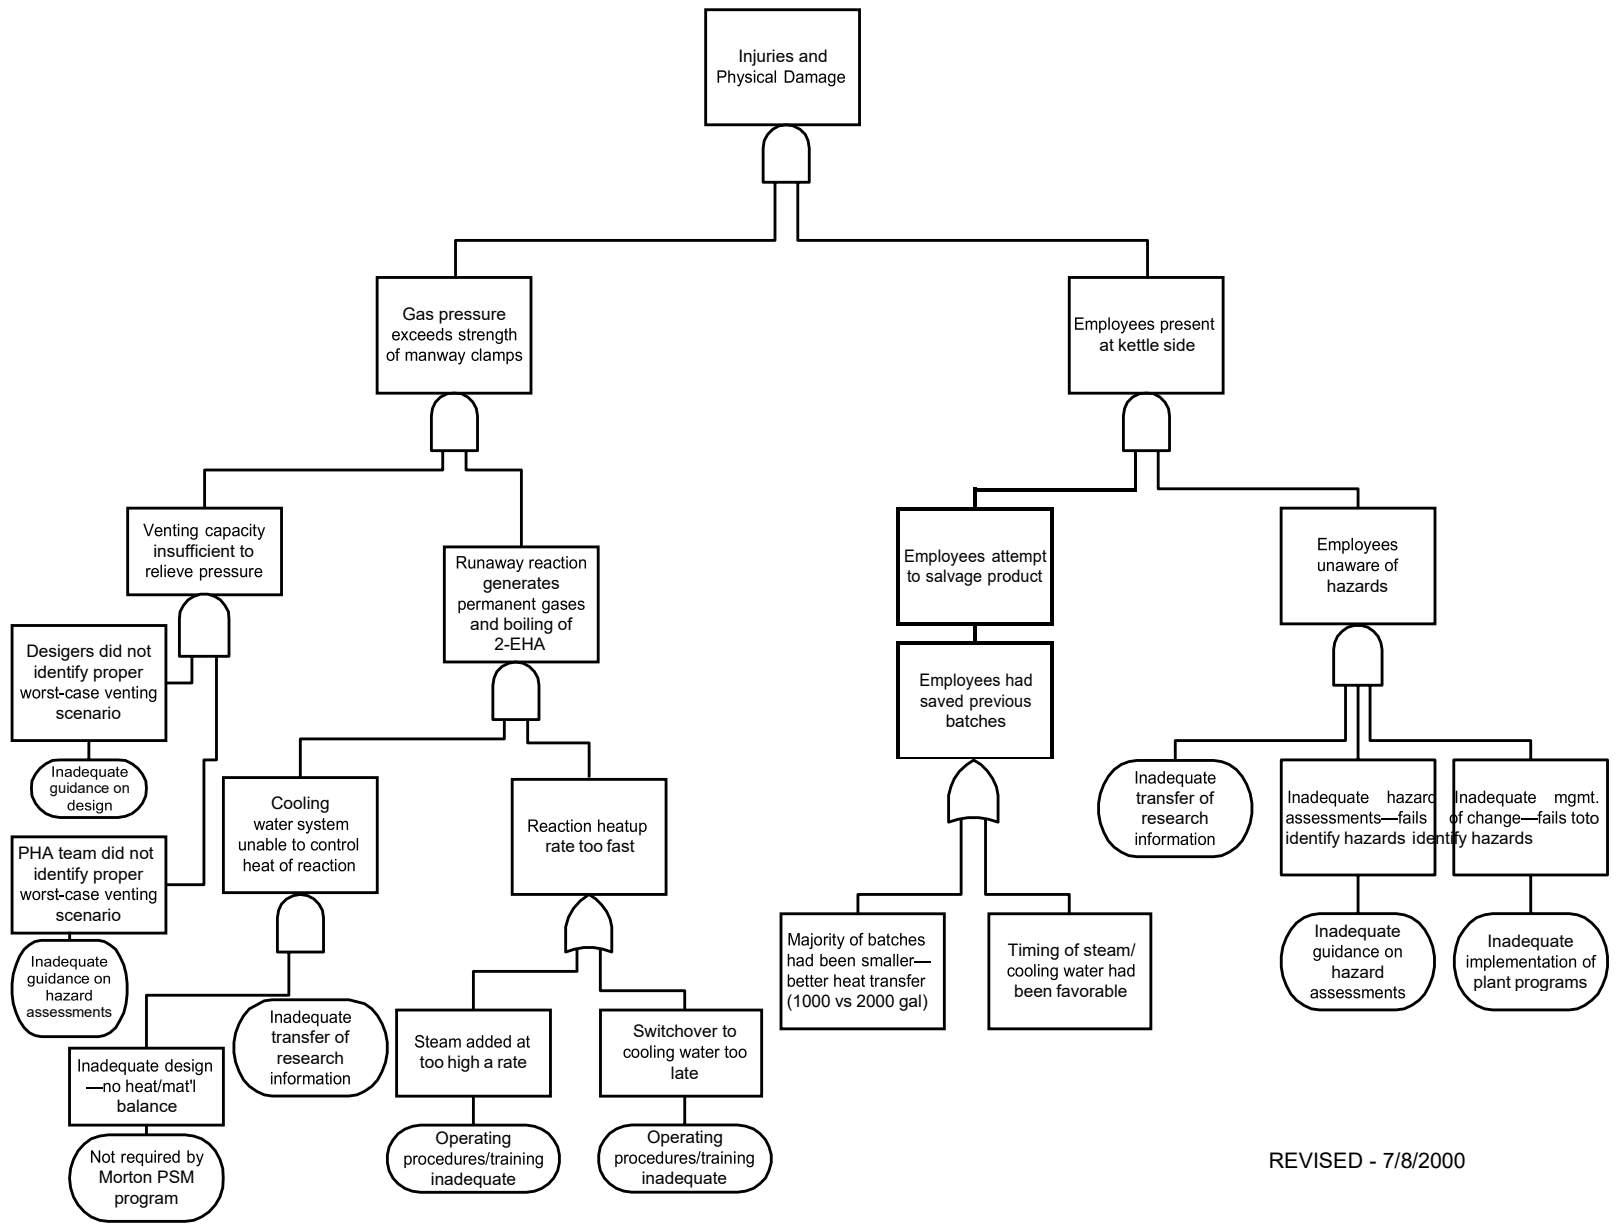 Injuries and
Physical Damage
Gas pressure
exceeds strength
of manway clamps
Employees present
at kettle side
Venting capacity
insufficient to
relieve pressure
Runaway reaction
generates
permanent gases
and boiling of
2-EHA
Employees attempt
to salvage product
Employees
unaware of
hazards
Desigers did not
identify proper
worst-case venting
scenario
Employees had
saved previous
batches
Inadequate
guidance on
design
Cooling
water system
unable to control
heat of reaction
Reaction heatup
rate too fast
Inadequate
transfer of
research
information
Inadequate hazard
assessments—fails
identify hazards
Inadequate mgmt.
of change—fails toto
identify hazards
PHA team did not
identify proper
worst-case venting
scenario
Inadequate
guidance on
hazard
assessments
Majority of batches
had been smaller—
better heat transfer
(1000 vs 2000 gal)
Timing of steam/
cooling water had
been favorable
Inadequate
guidance on
hazard
assessments
Inadequate
implementation of
plant programs
Inadequate design
—no heat/mat'l
balance
Inadequate
transfer of
research
information
Steam added at
too high a rate
Switchover to
cooling water too
late
Not required by
Morton PSM
program
Operating
procedures/training
inadequate
Operating
procedures/training
inadequate
REVISED - 7/8/2000